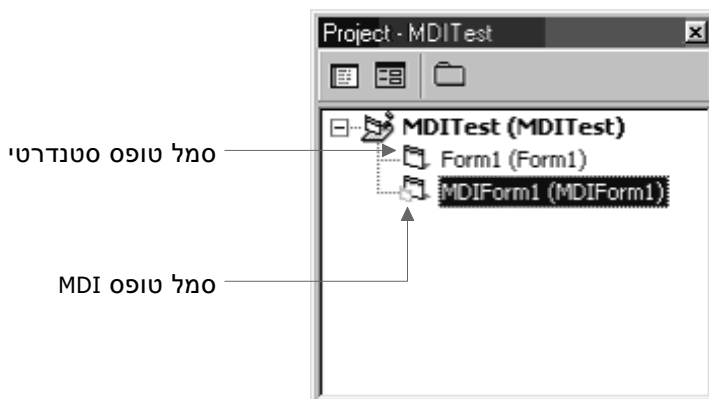 Project - MDITest
MDITest (MDITest)
סמל טופס סטנדרטי
Form1 (Form1)
MDIForm1 (MDIForm1)
סמל טופס MDI